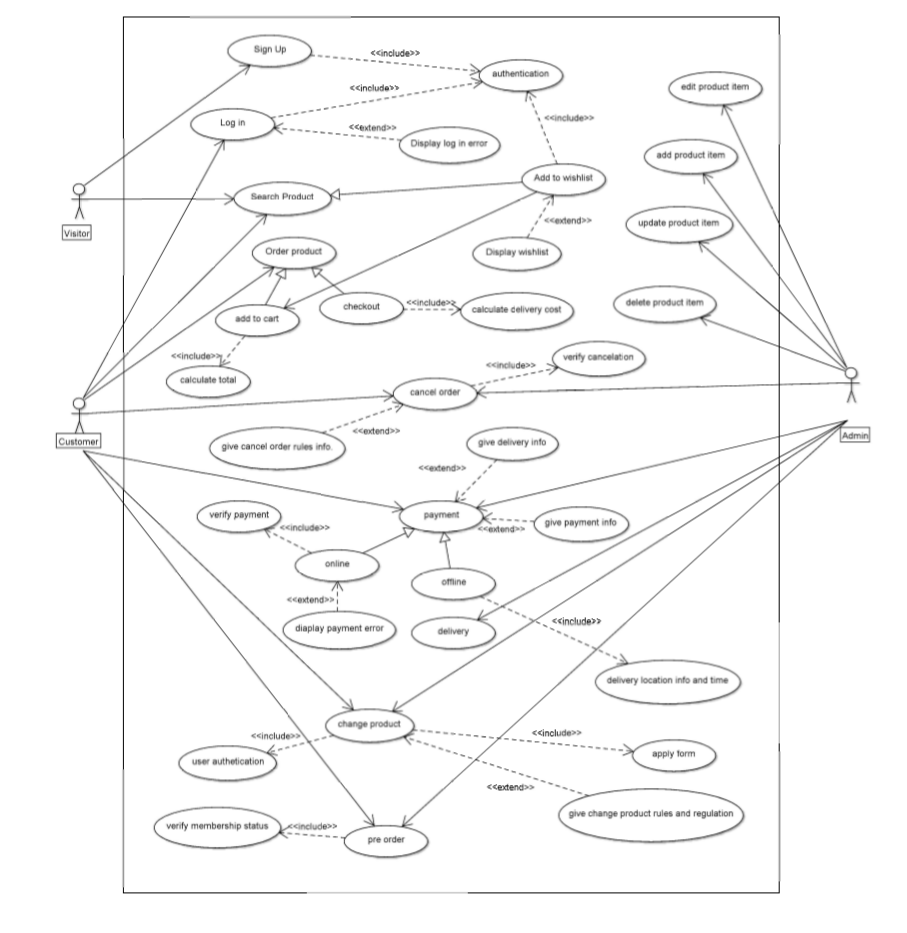 Sign Up
<<include>>
authentication
edit product item
<<include>>
Log in
<<extend>>
<<include>>
Display log in error
add product item
Add to wishlist
Search Product
Visitor
<<extend>>
update product item
Order product
Display wishlist
checkout
<<include>>
calculate delivery cost
delete product item
add to cart
<<include>>
verify cancelation
<<include>>
calculate total
cancel order
Customer
<<extend>>
Admin
give cancel order rules info.
give delivery info
<<extend>>
verify payment
payment
<<include>>
<<extend>>
give payment info
online
offline
<<extend>>
diaplay payment error
delivery
<<include>>
delivery location info and time
change product
<<include>>
<<include>>
user authetication
apply form
<<extend>>
give change product rules and regulation
verify membership status
<<include>>
pre order